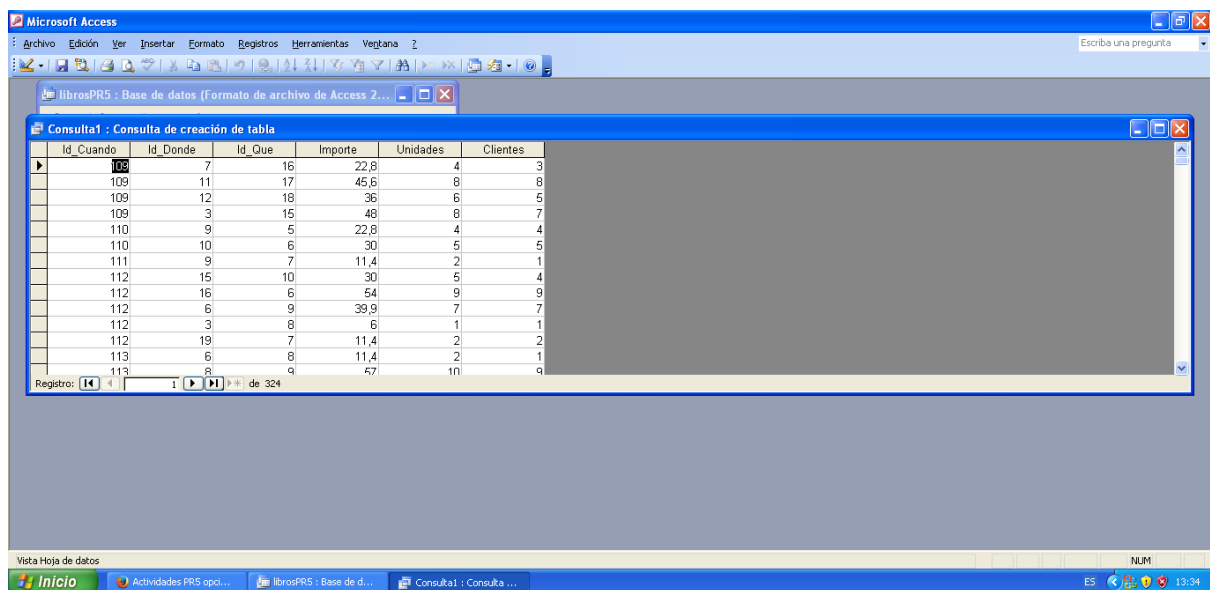 Microsoft Access
Archivo Edición Ver Insertar Formato Registros Herramientas Ventana ?
Escriba una pregunta
librosPR5 : Base de datos (Formato de archivo de Access 2...
Consulta1 : Consulta de creación de tabla
Id_Cuando Id_Donde Id_Que Importe Unidades Clientes
109 7 16 22,8 4 3
109 11 17 45,6 8 8
109 12 18 36 6 5
109 3 15 48 8 7
110 9 5 22,8 4 4
110 10 6 30 5 5
111 9 7 11,4 2 1
112 15 10 30 5 4
112 16 6 54 9 9
112 6 9 39,9 7 7
112 3 8 6 1 1
112 19 7 11,4 2 2
113 6 8 11,4 2 1
113 8 9 57 10 9
Registro: 1 de 324
Vista Hoja de datos
NUM
Inicio Actividades PR5 opci... librosPR5 : Base de d... Consulta1 : Consulta ... ES 13:34